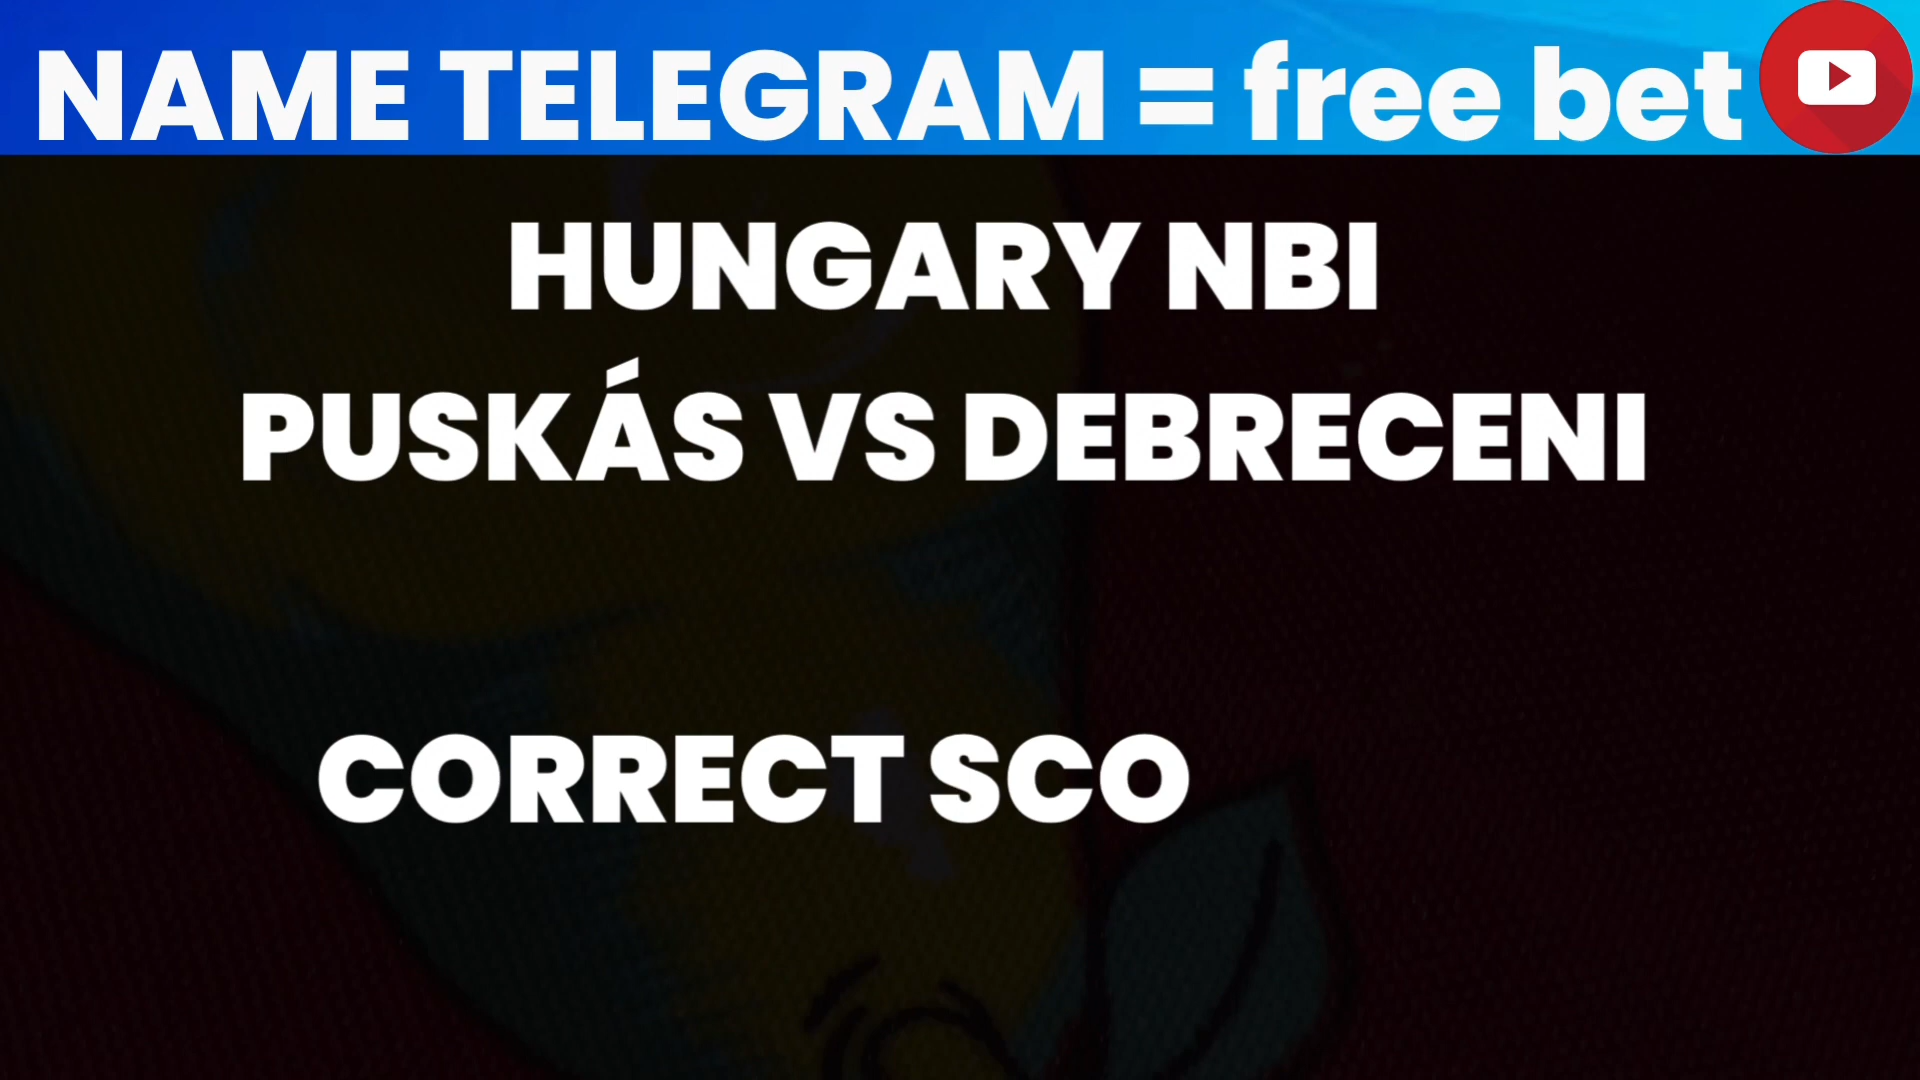 NAME TELEGRAM = free bet
HUNGARY NBI
PUSKÁS VS DEBRECENI
CORRECT SCO